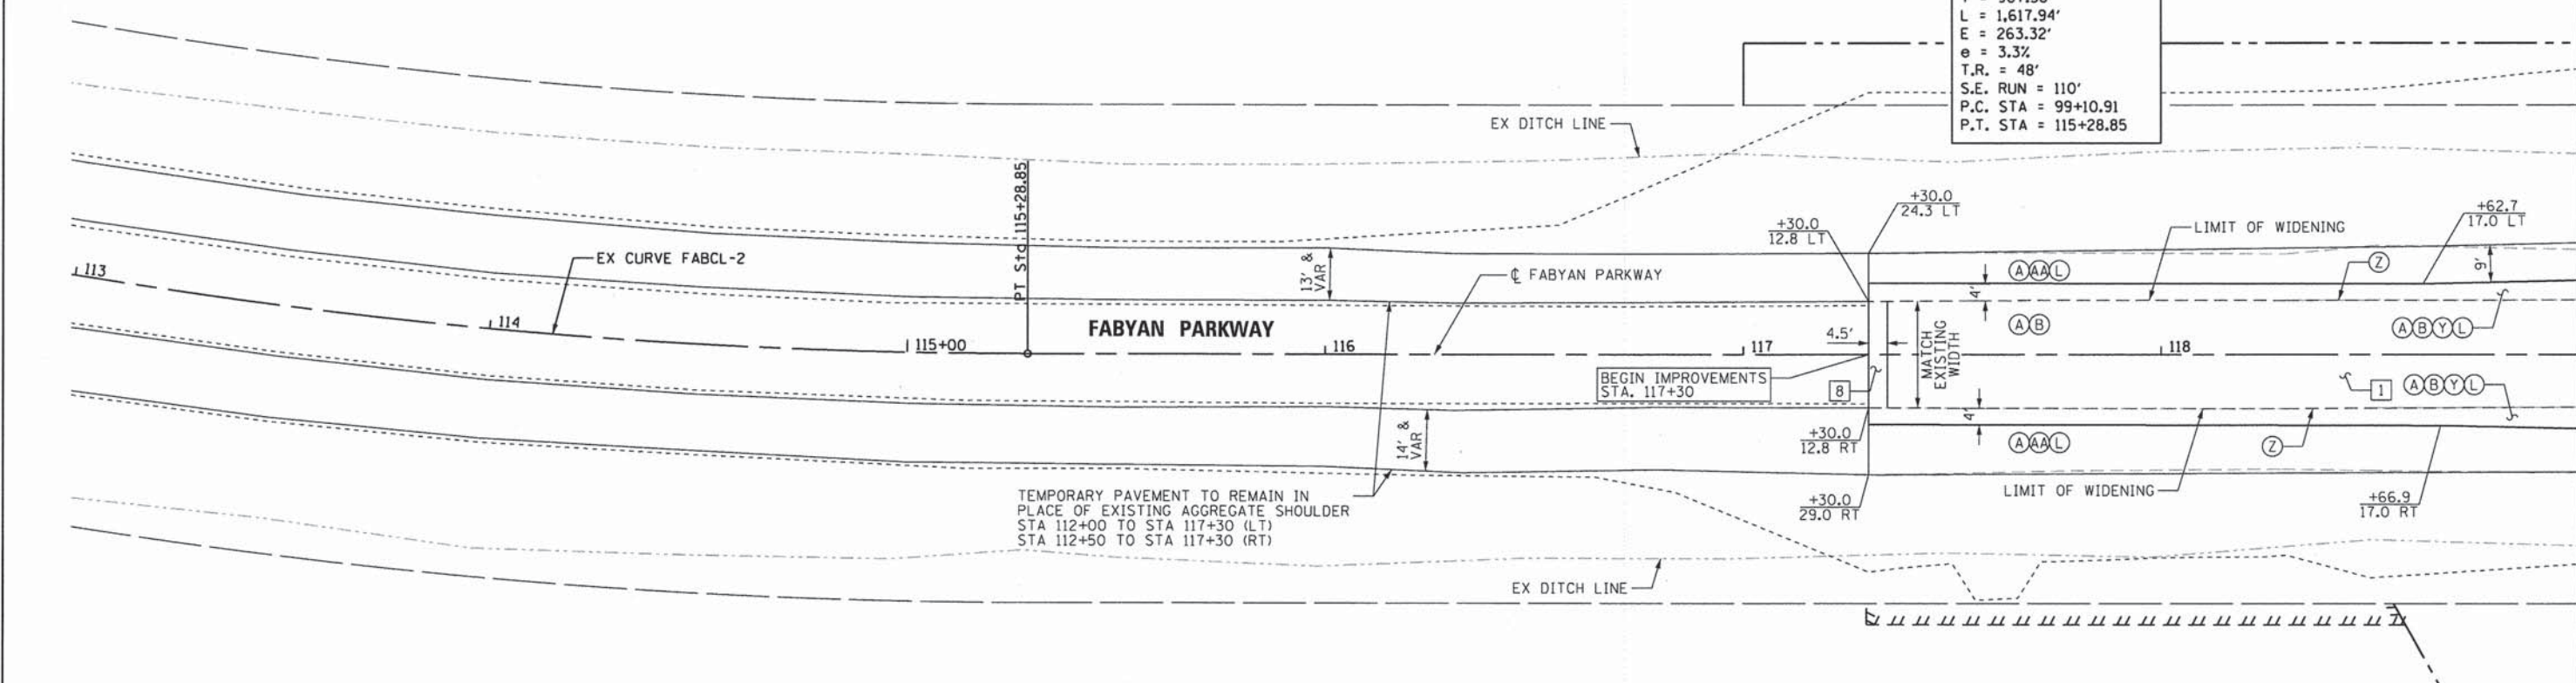 L = 1,617.94'
E = 263.32'
e = 3.3%
T.R. = 48'
S.E. RUN = 110'
P.C. STA = 99+10.91
P.T. STA = 115+28.85
EX DITCH LINE
PT Sta 115+28.85
+30.0
24.3 LT
+30.0
12.8 LT
LIMIT OF WIDENING
+62.7
17.0 LT
EX CURVE FABCL-2
113
13' &
VAR
℄ FABYAN PARKWAY
A AA L
Z
9'
4'
114
FABYAN PARKWAY
A B
A B Y L
115+00
116
4.5'
117
MATCH
EXISTING
WIDTH
118
BEGIN IMPROVEMENTS
STA. 117+30
8
1
A B Y L
4'
14' &
VAR
+30.0
12.8 RT
A AA L
Z
TEMPORARY PAVEMENT TO REMAIN IN
PLACE OF EXISTING AGGREGATE SHOULDER
STA 112+00 TO STA 117+30 (LT)
STA 112+50 TO STA 117+30 (RT)
+30.0
29.0 RT
LIMIT OF WIDENING
+66.9
17.0 RT
EX DITCH LINE